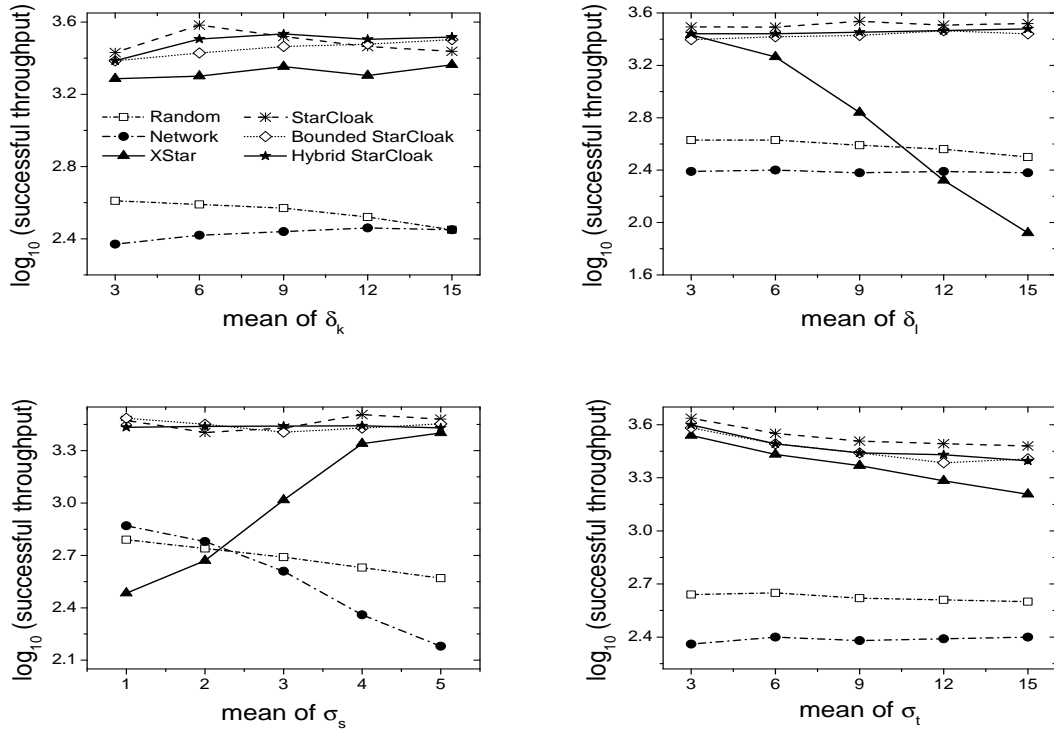 3.6
3.2
2.8
2.4
log₁₀ (successful throughput)
Random
Network
XStar
StarCloak
Bounded StarCloak
Hybrid StarCloak
3 6 9 12 15
mean of δₖ
3.6
3.2
2.8
2.4
2.0
1.6
log₁₀ (successful throughput)
3 6 9 12 15
mean of δₗ
3.3
3.0
2.7
2.4
2.1
log₁₀ (successful throughput)
1 2 3 4 5
mean of σₛ
3.6
3.3
3.0
2.7
2.4
log₁₀ (successful throughput)
3 6 9 12 15
mean of σₜ